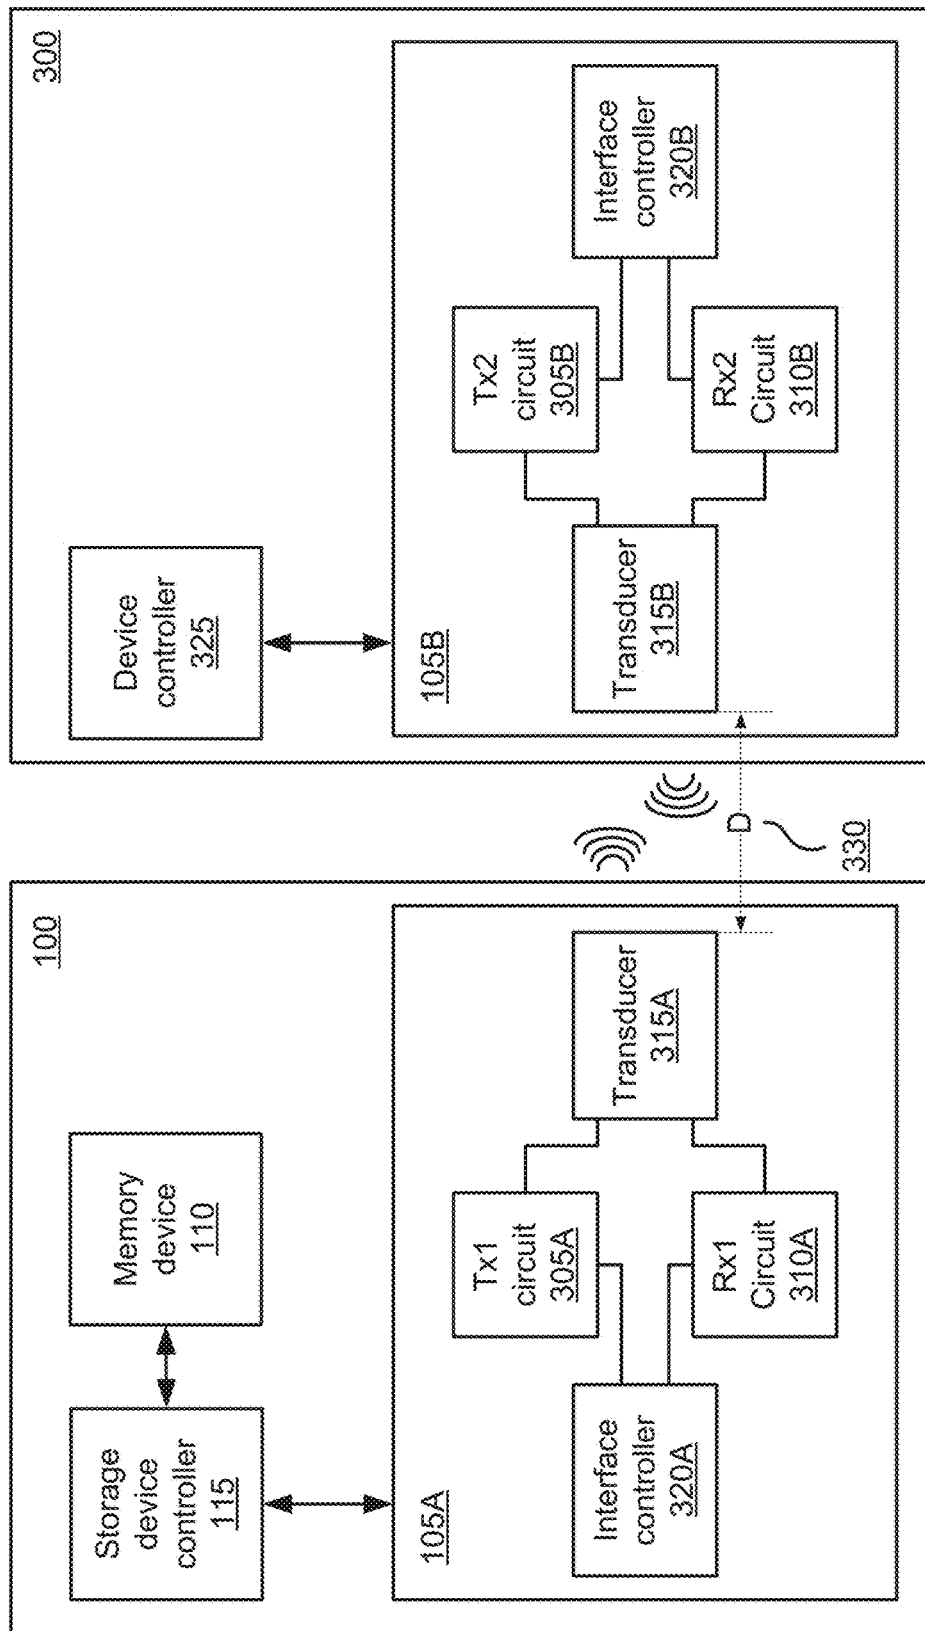 100
Storage
device
controller
115
Memory
device
110
105A
Interface
controller
320A
Tx1
circuit
305A
Rx1
Circuit
310A
Transducer
315A
D
330
300
Device
controller
325
105B
Transducer
315B
Tx2
circuit
305B
Rx2
Circuit
310B
Interface
controller
320B